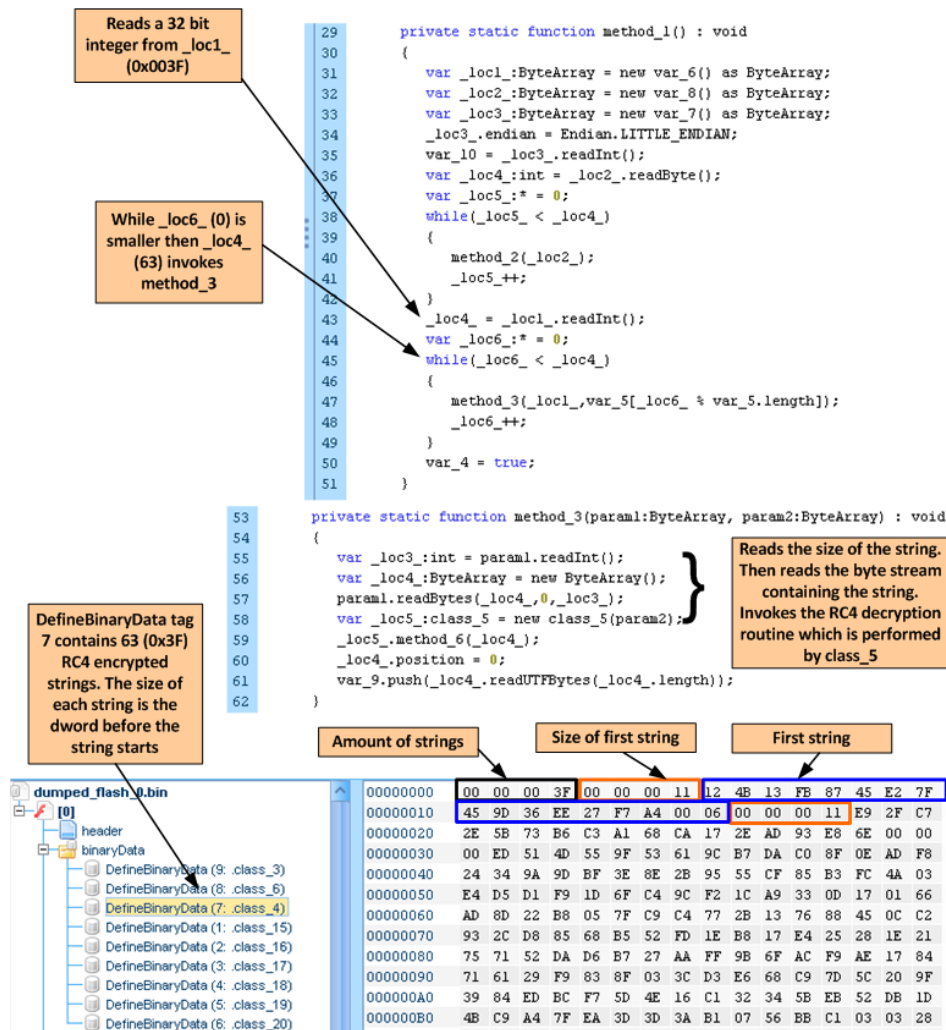 Reads a 32 bit
integer from _loc1_
(0x003F)
29 private static function method_1() : void
30 {
31 var _loc1_:ByteArray = new var_6() as ByteArray;
32 var _loc2_:ByteArray = new var_8() as ByteArray;
33 var _loc3_:ByteArray = new var_7() as ByteArray;
34 _loc3_.endian = Endian.LITTLE_ENDIAN;
35 var_10 = _loc3_.readInt();
36 var _loc4_:int = _loc2_.readByte();
37 var _loc5_:* = 0;
38 while(_loc5_ < _loc4_)
39 {
40 method_2(_loc2_);
41 _loc5_++;
42 }
43 _loc4_ = _loc1_.readInt();
44 var _loc6_:* = 0;
45 while(_loc6_ < _loc4_)
46 {
47 method_3(_loc1_,var_5[_loc6_ % var_5.length]);
48 _loc6_++;
49 }
50 var_4 = true;
51 }
While _loc6_ (0) is
smaller then _loc4_
(63) invokes
method_3
53 private static function method_3(param1:ByteArray, param2:ByteArray) : void
54 {
55 var _loc3_:int = param1.readInt();
56 var _loc4_:ByteArray = new ByteArray();
57 param1.readBytes(_loc4_,0,_loc3_);
58 var _loc5_:class_5 = new class_5(param2);
59 _loc5_.method_6(_loc4_);
60 _loc4_.position = 0;
61 var_9.push(_loc4_.readUTFBytes(_loc4_.length));
62 }
}
Reads the size of the string.
Then reads the byte stream
containing the string.
Invokes the RC4 decryption
routine which is performed
by class_5
DefineBinaryData tag
7 contains 63 (0x3F)
RC4 encrypted
strings. The size of
each string is the
dword before the
string starts
Amount of strings
Size of first string
First string
dumped_flash_0.bin
[0]
header
binaryData
DefineBinaryData (9: .class_3)
DefineBinaryData (8: .class_6)
DefineBinaryData (7: .class_4)
DefineBinaryData (1: .class_15)
DefineBinaryData (2: .class_16)
DefineBinaryData (3: .class_17)
DefineBinaryData (4: .class_18)
DefineBinaryData (5: .class_19)
DefineBinaryData (6: .class_20)
00000000 00 00 00 3F 00 00 00 11 12 4B 13 FB 87 45 E2 7F
00000010 45 9D 36 EE 27 F7 A4 00 06 00 00 00 11 E9 2F C7
00000020 2E 5B 73 B6 C3 A1 68 CA 17 2E AD 93 E8 6E 00 00
00000030 00 ED 51 4D 55 9F 53 61 9C B7 DA C0 8F 0E AD F8
00000040 24 34 9A 9D BF 3E 8E 2B 95 55 CF 85 B3 FC 4A 03
00000050 E4 D5 D1 F9 1D 6F C4 9C F2 1C A9 33 0D 17 01 66
00000060 AD 8D 22 B8 05 7F C9 C4 77 2B 13 76 88 45 0C C2
00000070 93 2C D8 85 68 B5 52 FD 1E B8 17 E4 25 28 1E 21
00000080 75 71 52 DA D6 B7 27 AA FF 9B 6F AC F9 AE 17 84
00000090 71 61 29 F9 83 8F 03 3C D3 E6 68 C9 7D 5C 20 9F
000000A0 39 84 ED BC F7 5D 4E 16 C1 32 34 5B EB 52 DB 1D
000000B0 4B C9 A4 7F EA 3D 3D 3A B1 07 56 BB C1 03 03 28